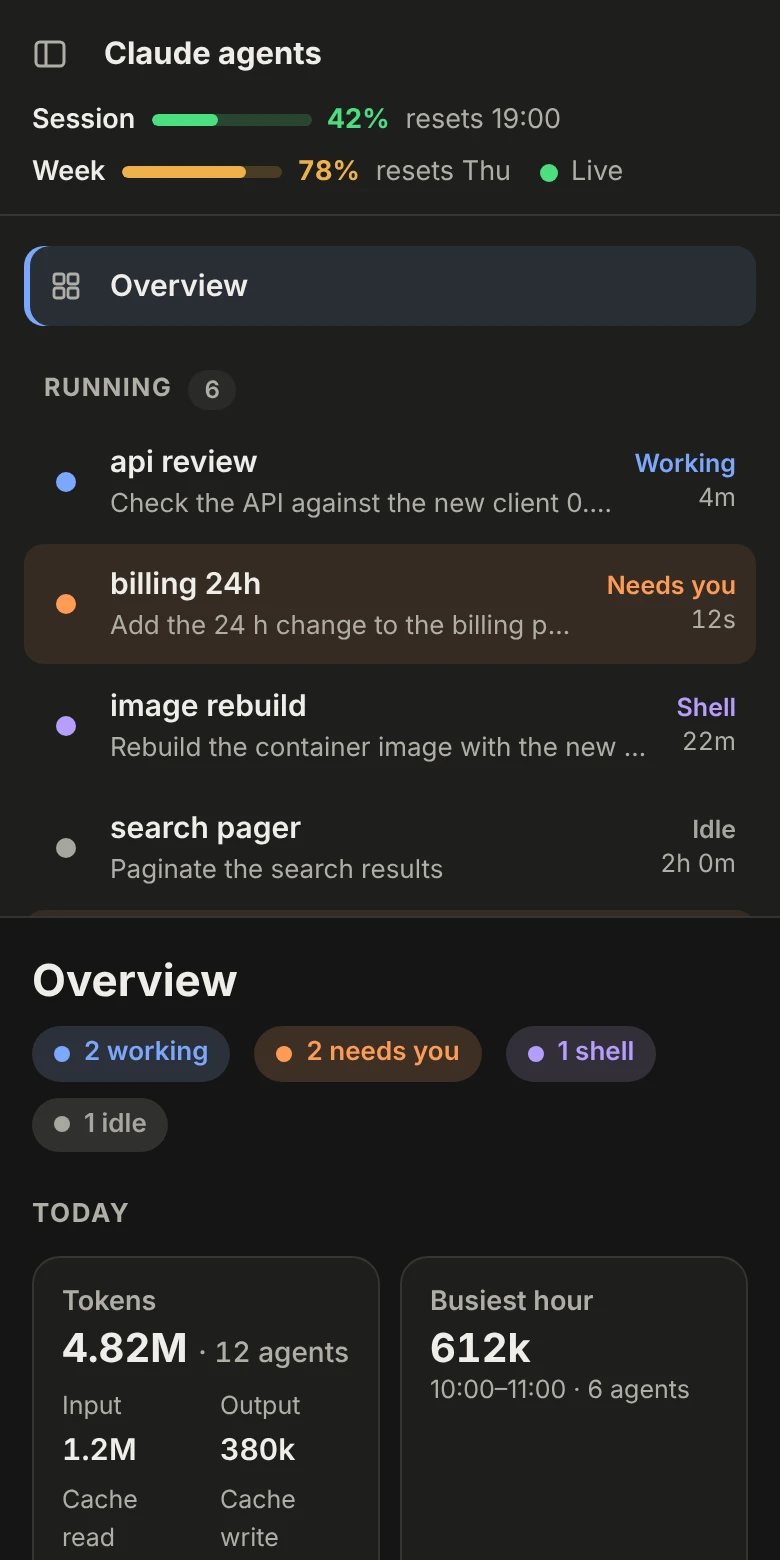 Claude agents
Session 42% resets 19:00
Week 78% resets Thu Live
Overview
RUNNING 6
api review Working
Check the API against the new client 0.... 4m
billing 24h Needs you
Add the 24 h change to the billing p... 12s
image rebuild Shell
Rebuild the container image with the new ... 22m
search pager Idle
Paginate the search results 2h 0m
Overview
2 working 2 needs you 1 shell
1 idle
TODAY
Tokens
4.82M · 12 agents
Input Output
1.2M 380k
Cache Cache
read write
Busiest hour
612k
10:00–11:00 · 6 agents